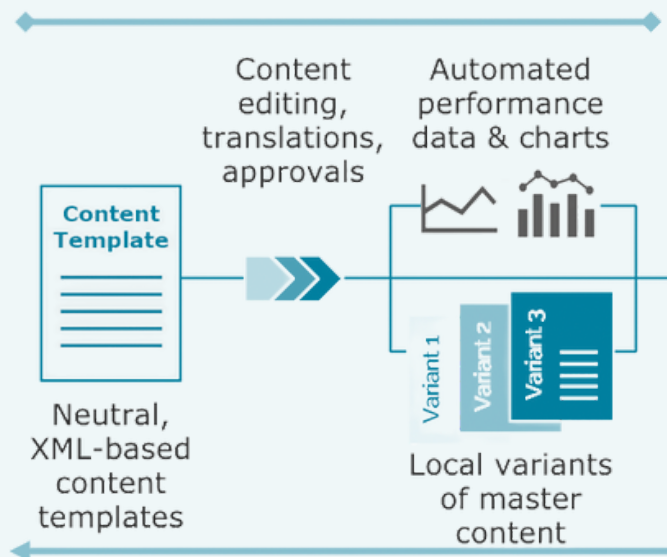 Content
editing,
translations,
approvals
Automated
performance
data & charts
Content
Template
Variant 1
Variant 2
Variant 3
Neutral,
XML-based
content
templates
Local variants
of master
content